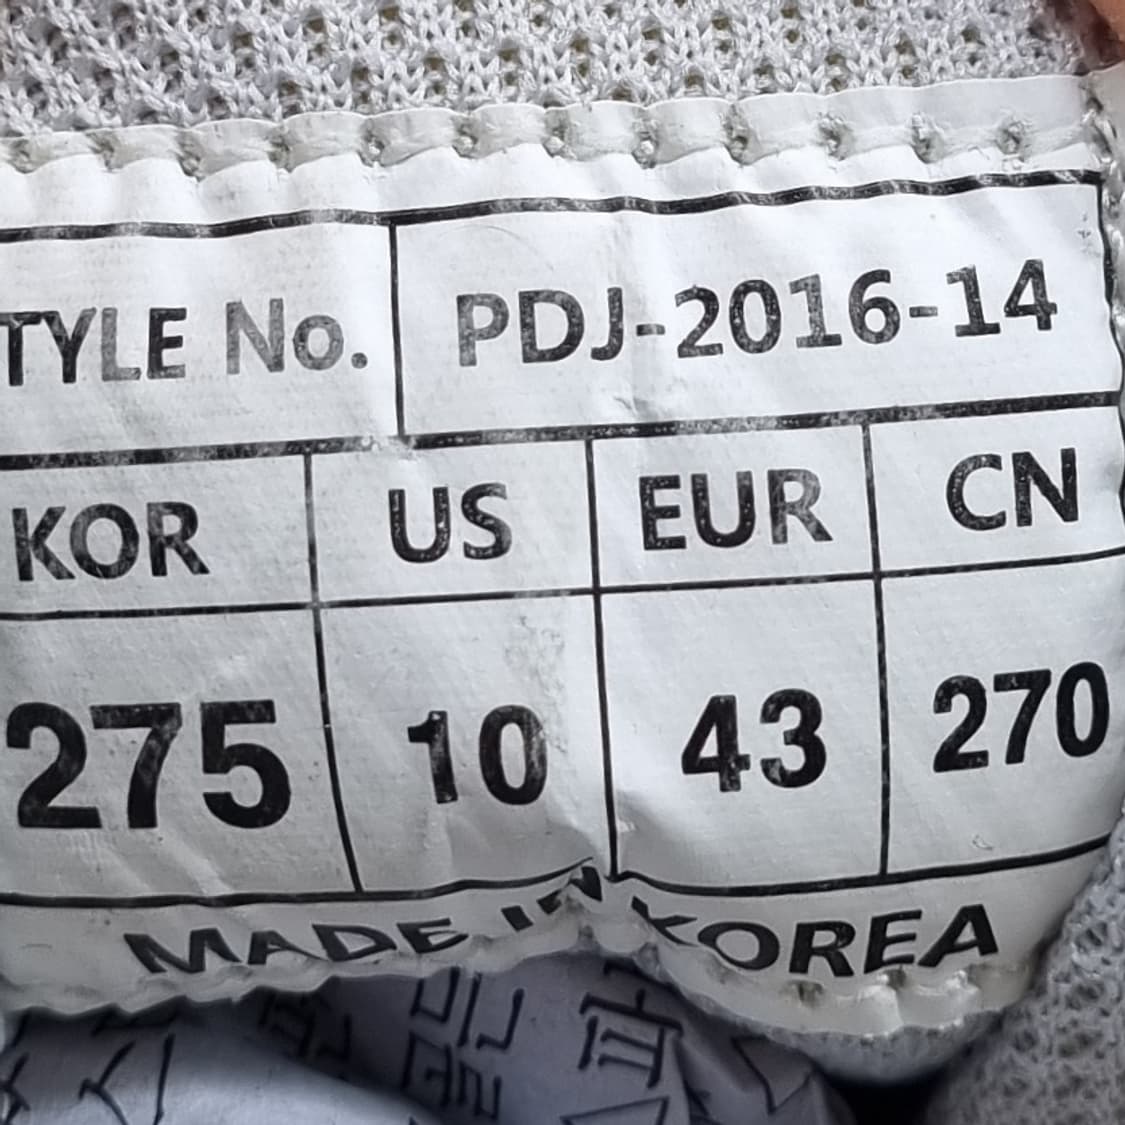 TYLE No. PDJ-2016-14
KOR US EUR CN
275 10 43 270
MADE IN KOREA